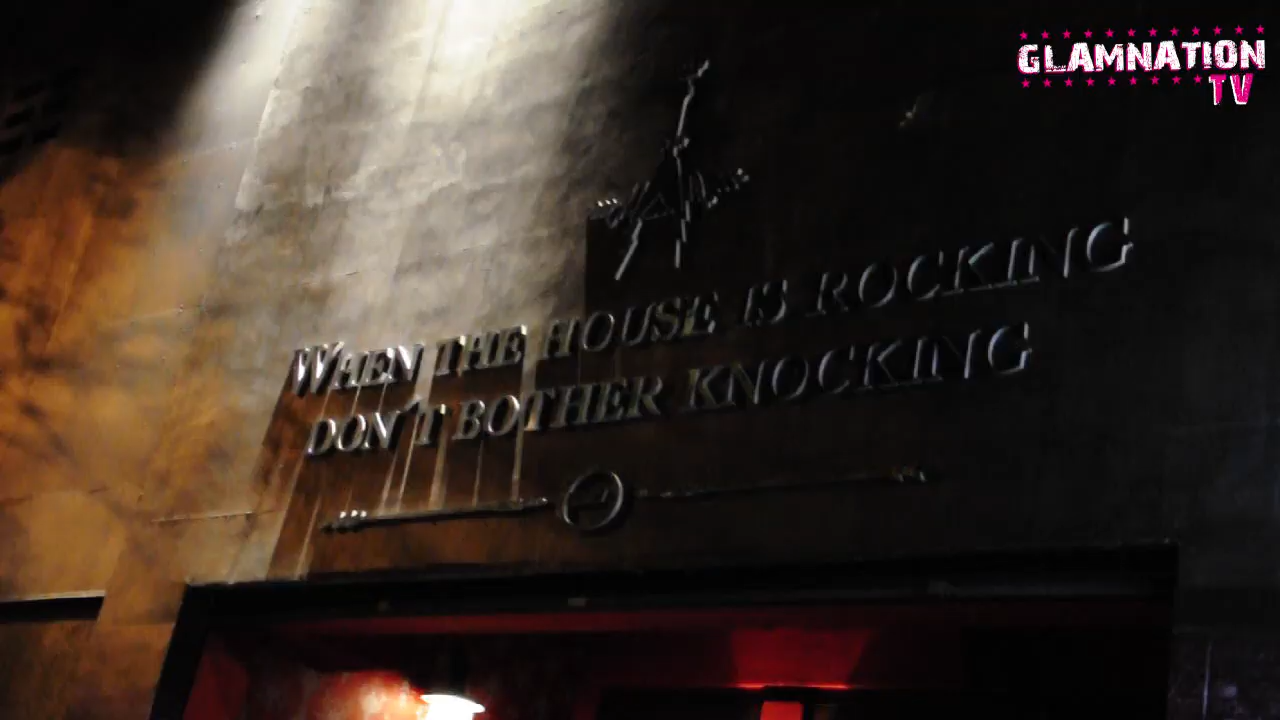 GLAMNATION
TV
WHEN THE HOUSE IS ROCKING
DON'T BOTHER KNOCKING